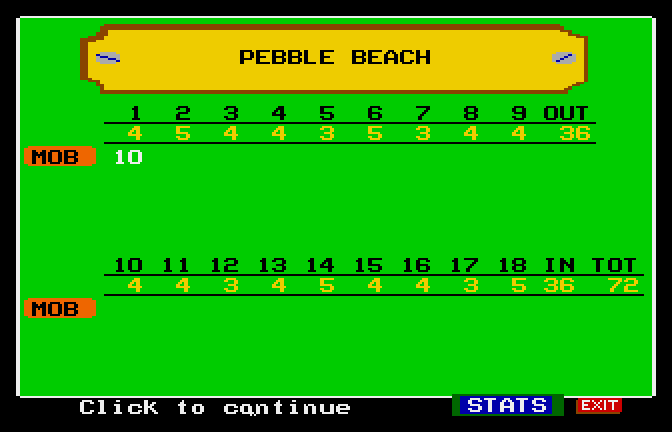 PEBBLE BEACH
1 2 3 4 5 6 7 8 9 OUT
4 5 4 4 3 5 3 4 4 36
MOB 10
10 11 12 13 14 15 16 17 18 IN TOT
4 4 3 4 5 4 4 3 5 36 72
MOB
Click to continue STATS EXIT